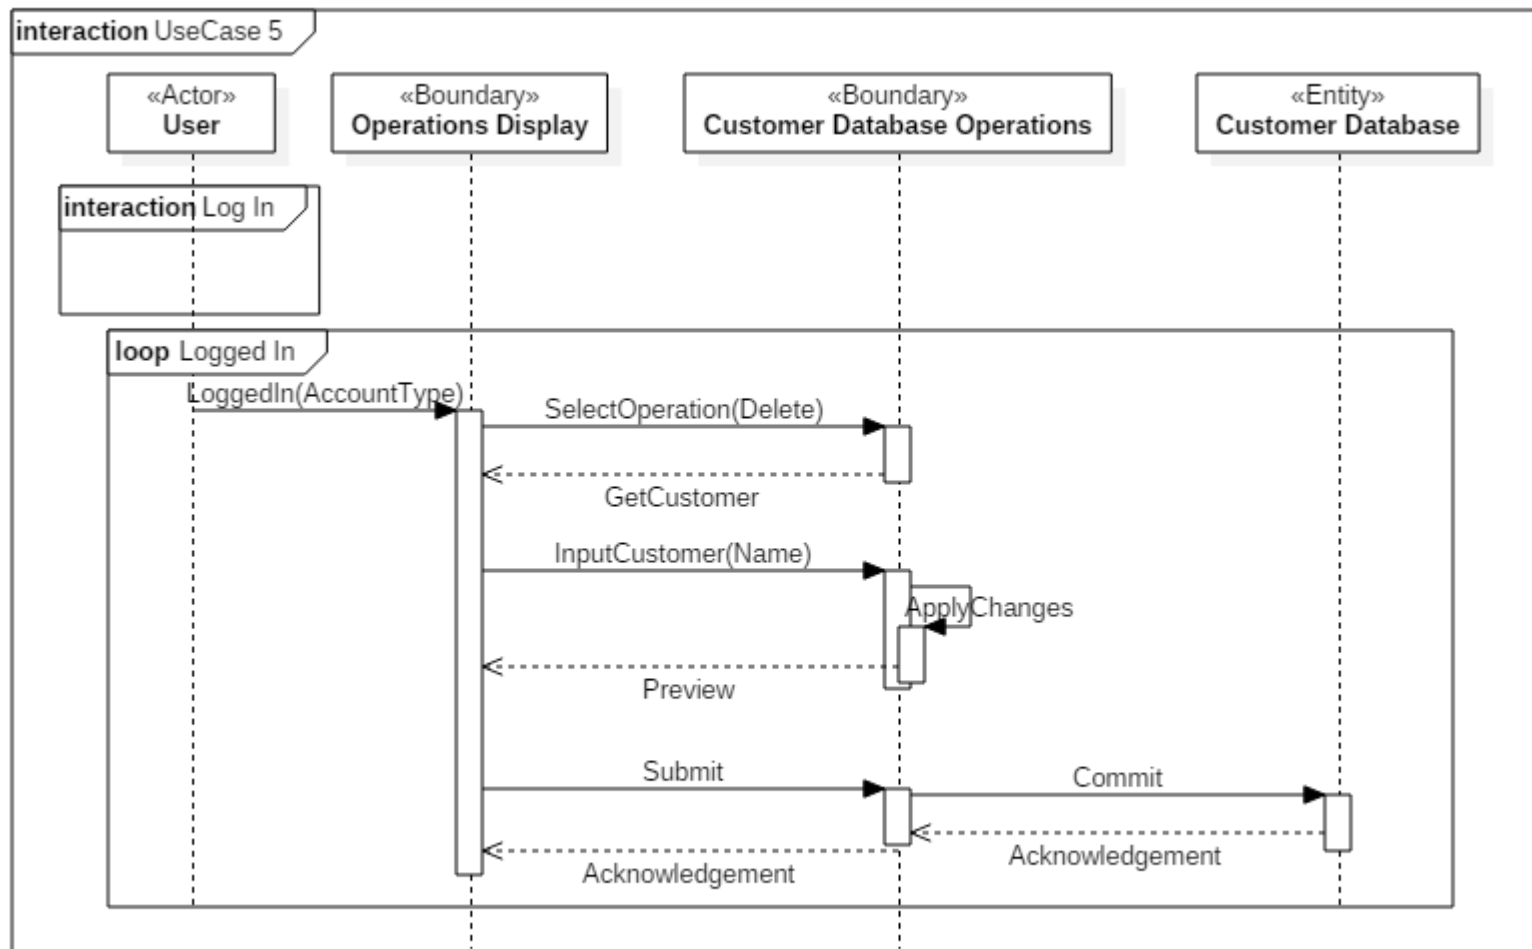 interaction UseCase 5
«Actor»
User
«Boundary»
Operations Display
«Boundary»
Customer Database Operations
«Entity»
Customer Database
interaction Log In
loop Logged In
LoggedIn(AccountType)
SelectOperation(Delete)
GetCustomer
InputCustomer(Name)
ApplyChanges
Preview
Submit
Commit
Acknowledgement
Acknowledgement